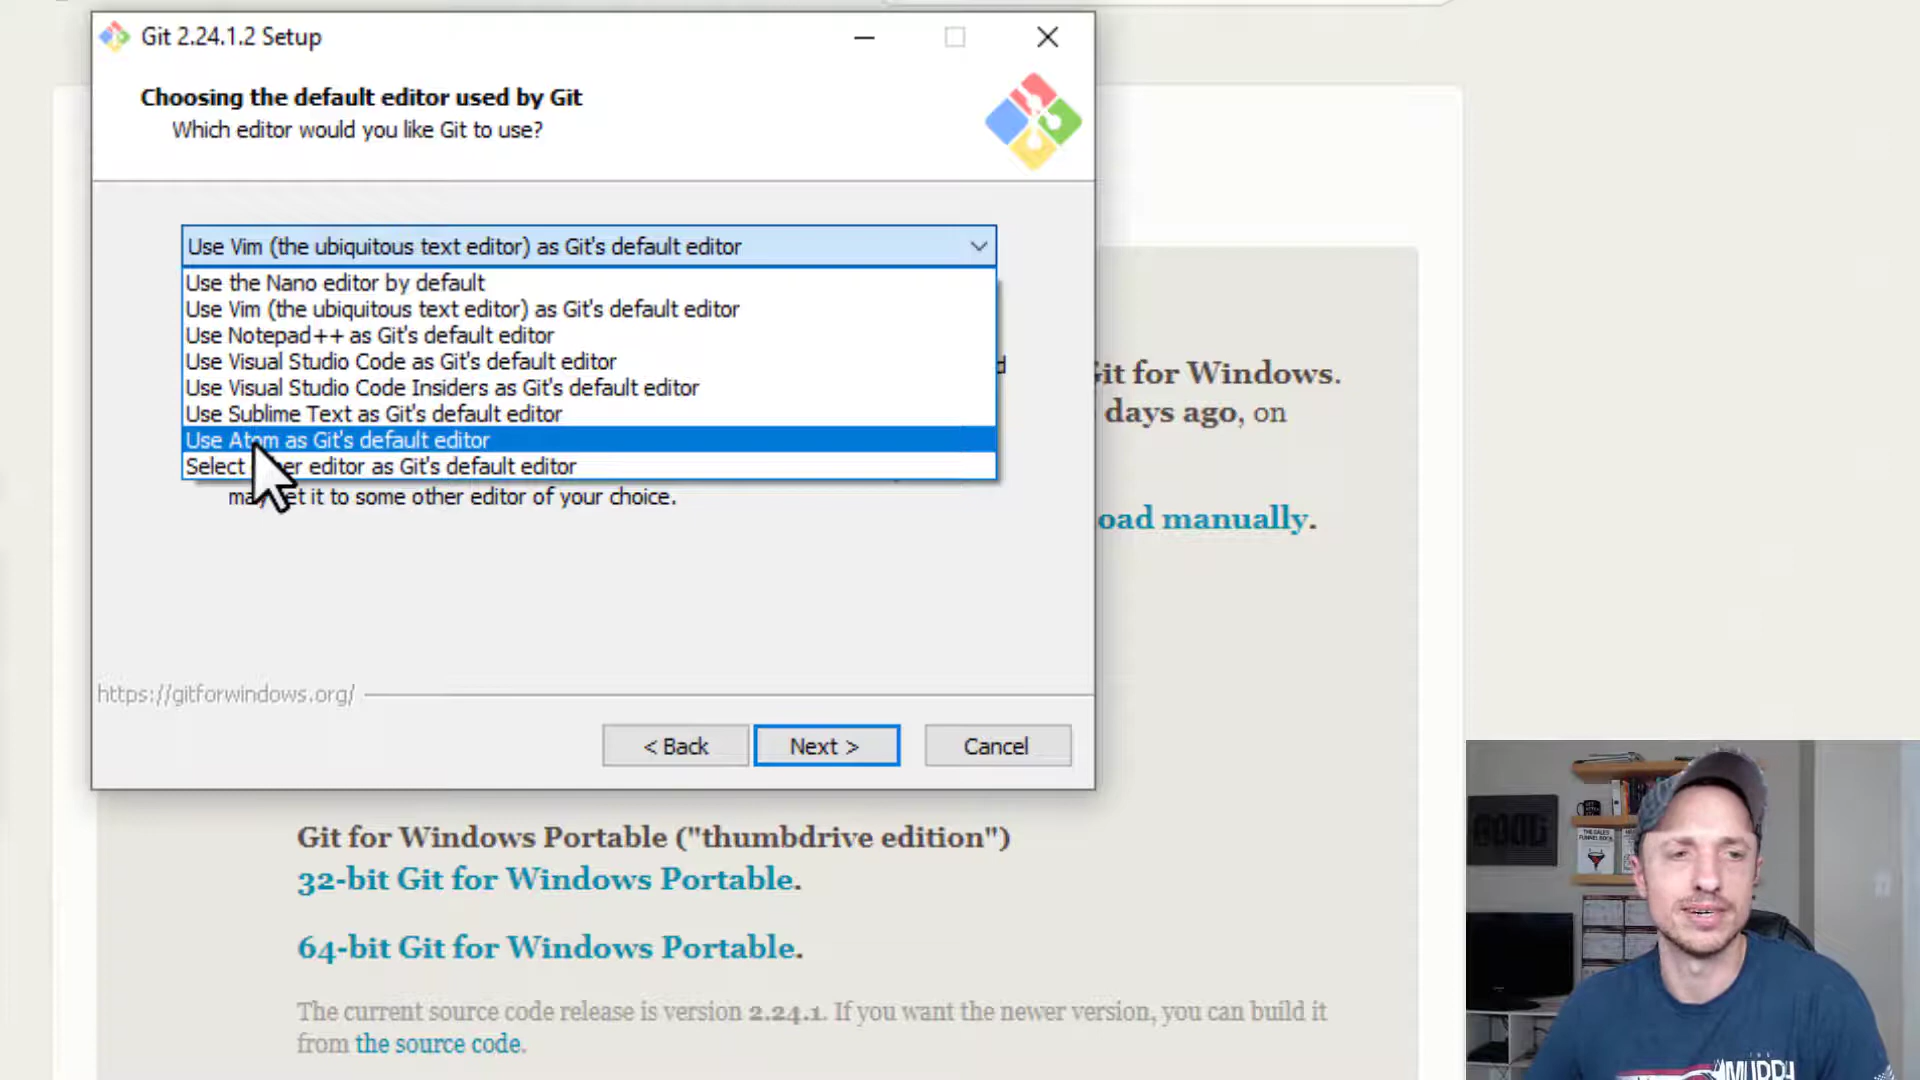 Git 2.24.1.2 Setup
Choosing the default editor used by Git
Which editor would you like Git to use?
Use Vim (the ubiquitous text editor) as Git's default editor
Use the Nano editor by default
Use Vim (the ubiquitous text editor) as Git's default editor
Use Notepad++ as Git's default editor
Use Visual Studio Code as Git's default editor
Use Visual Studio Code Insiders as Git's default editor
Use Sublime Text as Git's default editor
Use Atom as Git's default editor
Select er editor as Git's default editor
it to some other editor of your choice.
https://gitforwindows.org/
< Back
Next >
Cancel
Git for Windows.
days ago, on
oad manually.
Git for Windows Portable ("thumbdrive edition")
32-bit Git for Windows Portable.
64-bit Git for Windows Portable.
The current source code release is version 2.24.1. If you want the newer version, you can build it
from the source code.
MURPH